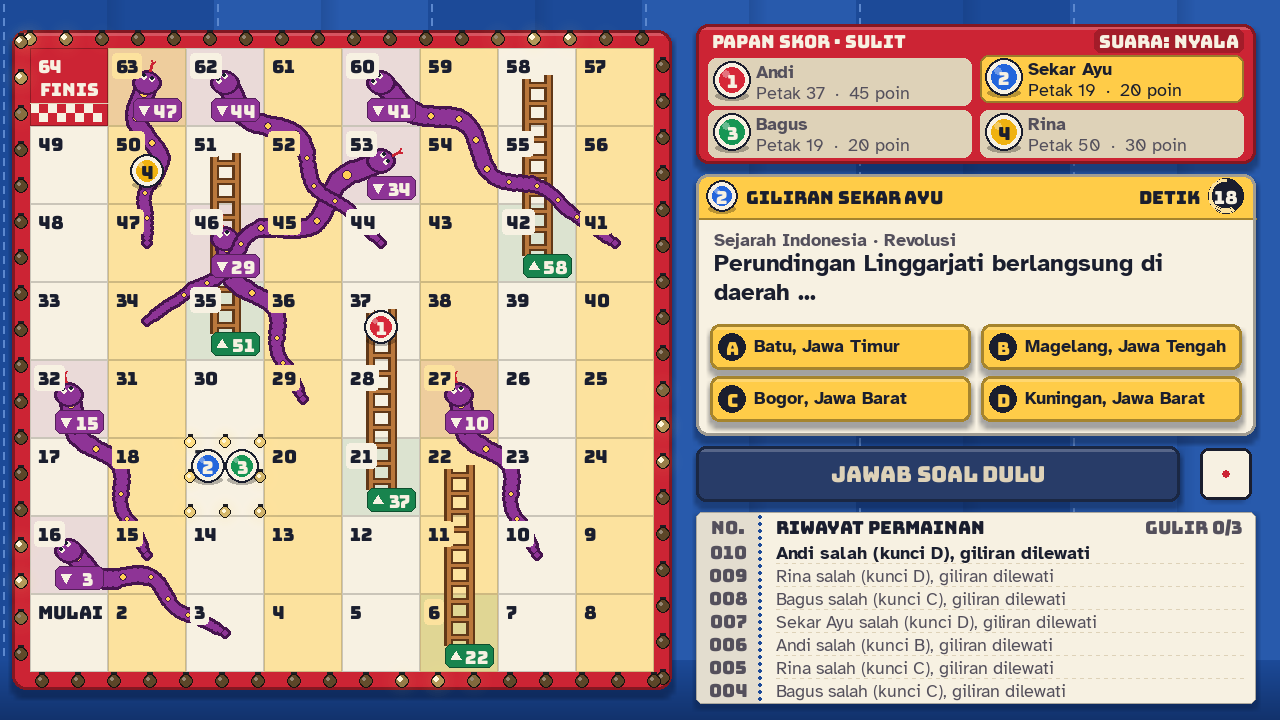 64 63 62 61 60 59 58 57
FINIS
▼47 ▼44 ▼41
49 50 51 52 53 54 55 56
4 ▼34
48 47 46 45 44 43 42 41
▼29 ▲58
33 34 35 36 37 38 39 40
▲51 1
32 31 30 29 28 27 26 25
▼15 ▼10
17 18 2 3 20 21 22 23 24
▲37
16 15 14 13 12 11 10 9
▼3
MULAI 2 3 4 5 6 7 8
▲22
PAPAN SKOR • SULIT
SUARA: NYALA
1 Andi
Petak 37 · 45 poin
2 Sekar Ayu
Petak 19 · 20 poin
3 Bagus
Petak 19 · 20 poin
4 Rina
Petak 50 · 30 poin
2 GILIRAN SEKAR AYU
DETIK 18
Sejarah Indonesia · Revolusi
Perundingan Linggarjati berlangsung di
daerah ...
A Batu, Jawa Timur
B Magelang, Jawa Tengah
C Bogor, Jawa Barat
D Kuningan, Jawa Barat
JAWAB SOAL DULU
NO. RIWAYAT PERMAINAN GULIR 0/3
010 Andi salah (kunci D), giliran dilewati
009 Rina salah (kunci D), giliran dilewati
008 Bagus salah (kunci C), giliran dilewati
007 Sekar Ayu salah (kunci D), giliran dilewati
006 Andi salah (kunci B), giliran dilewati
005 Rina salah (kunci C), giliran dilewati
004 Bagus salah (kunci C), giliran dilewati